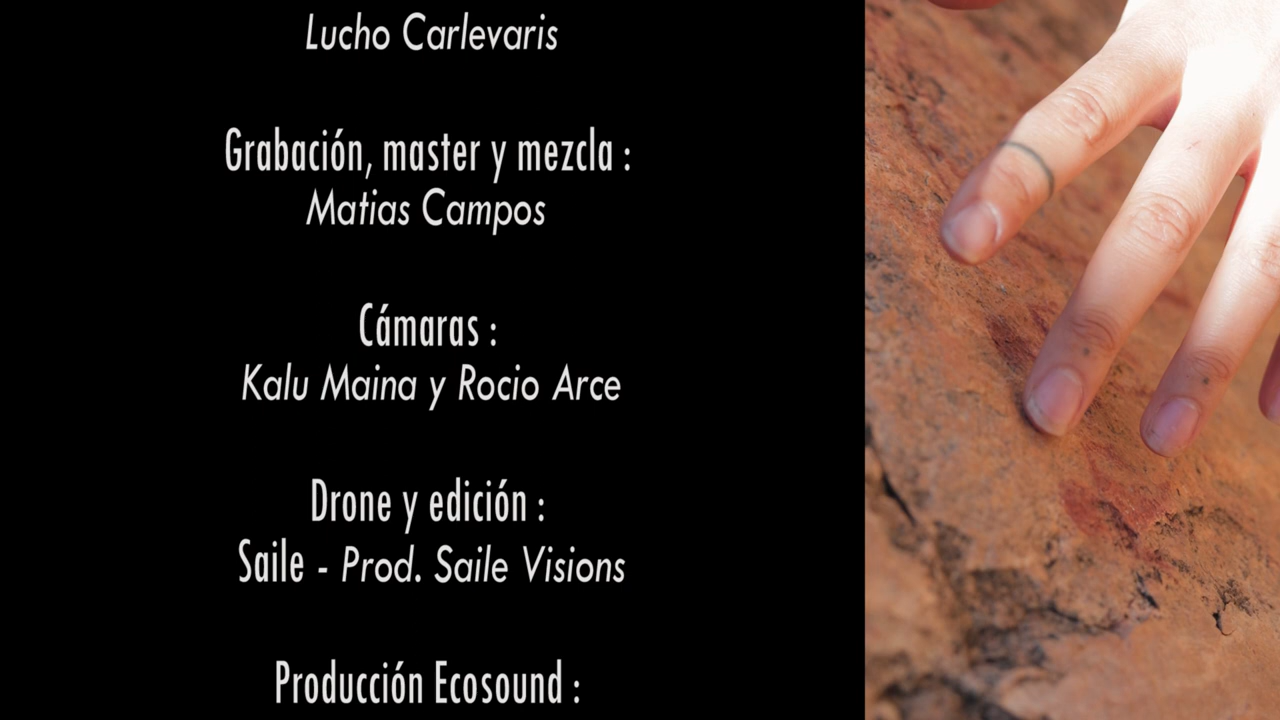 Lucho Carlevaris
Grabación, master y mezcla :
Matias Campos
Cámaras :
Kalu Maina y Rocio Arce
Drone y edición :
Saile - Prod. Saile Visions
Producción Ecosound :